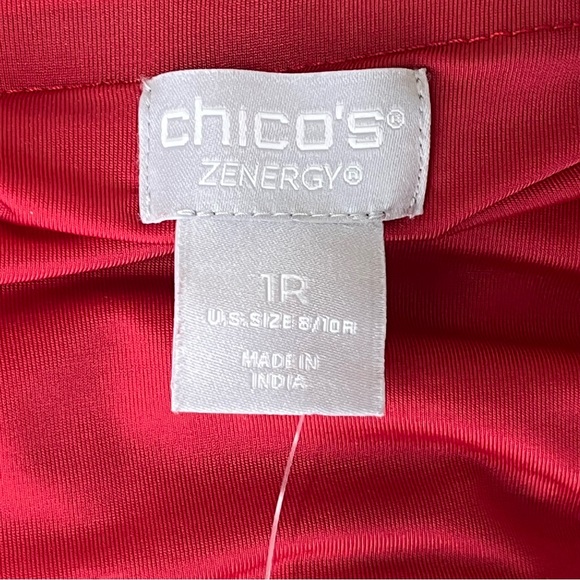 chico's®
ZENERGY®
1R
U.S. SIZE 8/10R
MADE IN
INDIA